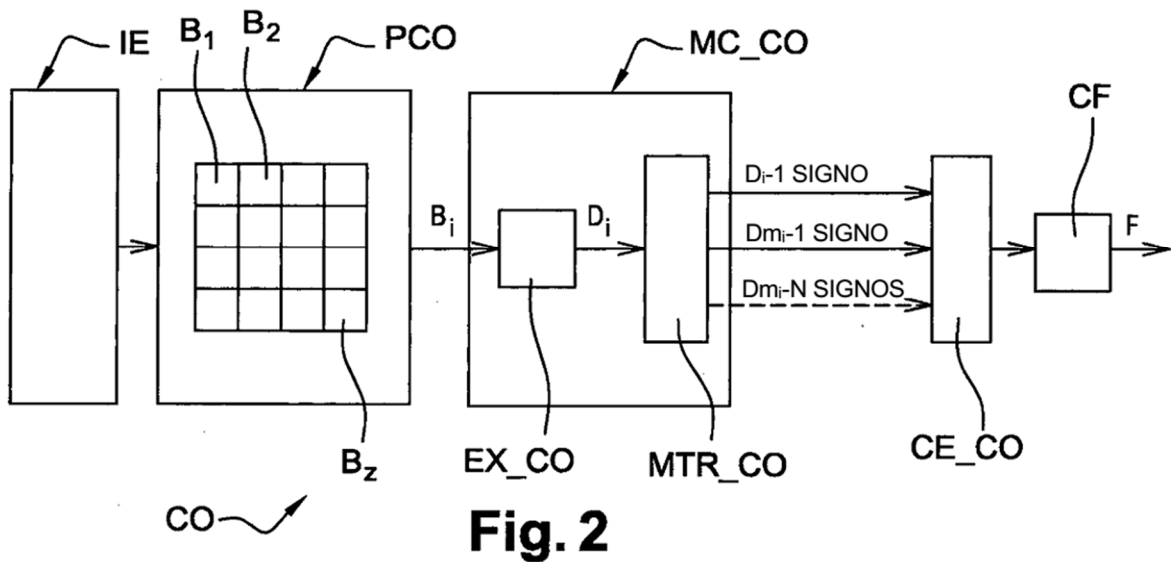 IE
B₁
B₂
PCO
MC_CO
CF
Dᵢ-1 SIGNO
Bᵢ
Dᵢ
Dmᵢ-1 SIGNO
F
Dmᵢ-N SIGNOS
B_z
EX_CO
MTR_CO
CE_CO
CO
Fig. 2